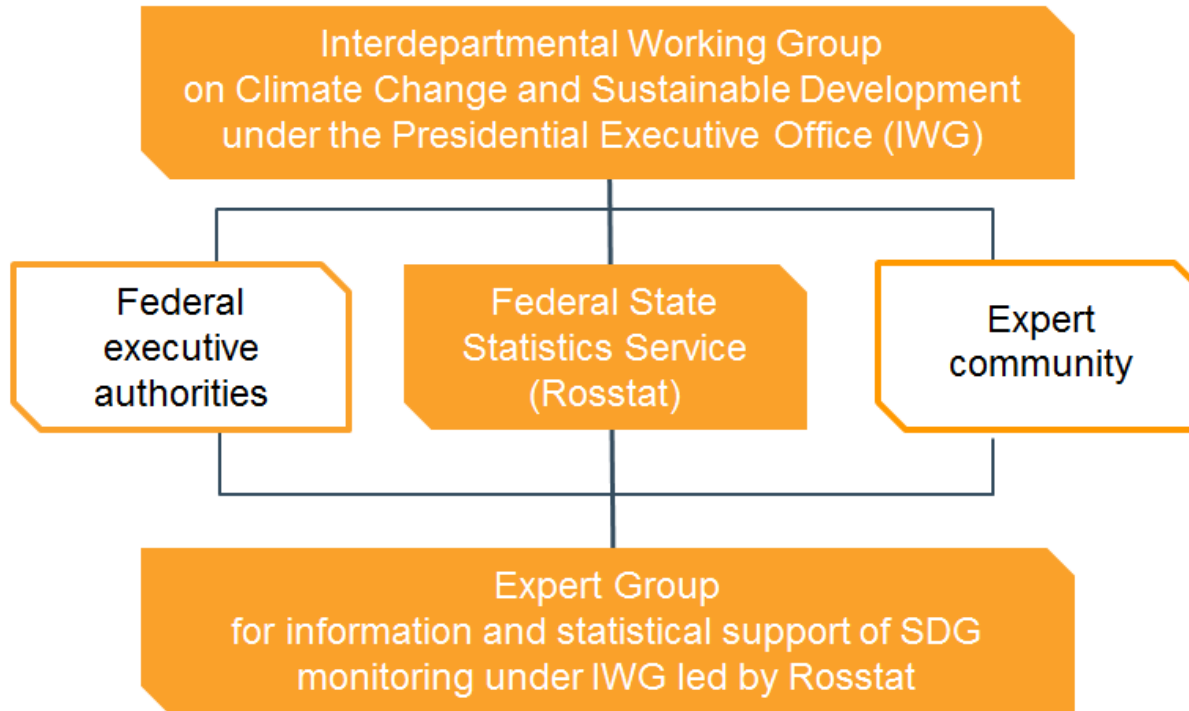 Interdepartmental Working Group
on Climate Change and Sustainable Development
under the Presidential Executive Office (IWG)
Federal
executive
authorities
Federal State
Statistics Service
(Rosstat)
Expert
community
Expert Group
for information and statistical support of SDG
monitoring under IWG led by Rosstat